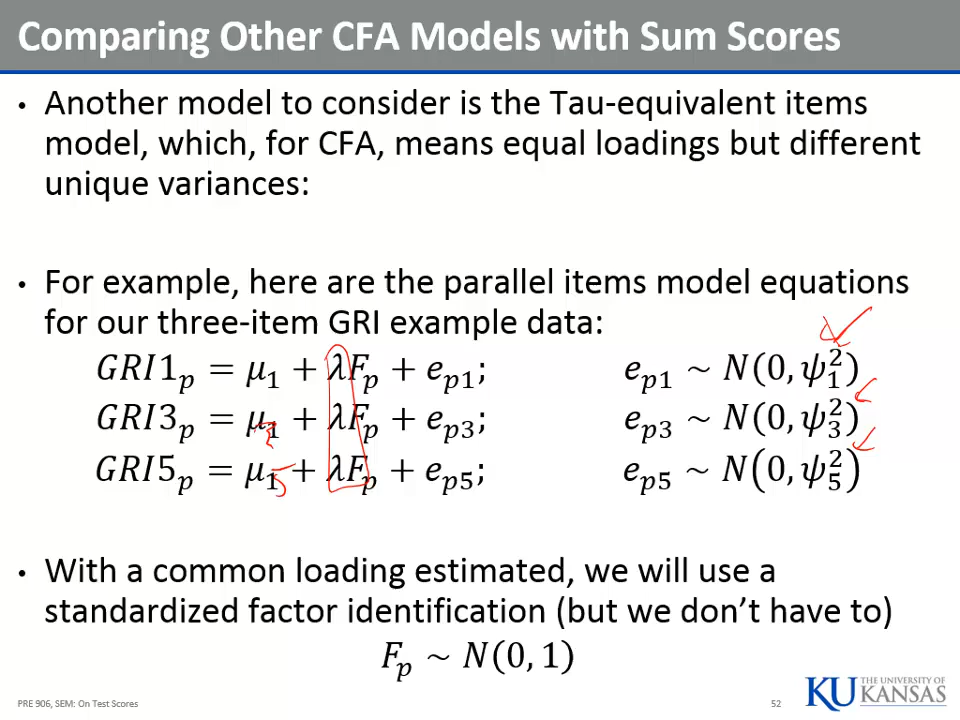 Comparing Other CFA Models with Sum Scores
• Another model to consider is the Tau-equivalent items
model, which, for CFA, means equal loadings but different
unique variances:
• For example, here are the parallel items model equations
for our three-item GRI example data:
GRI1ₚ = μ₁ + λFₚ + eₚ₁; eₚ₁ ~ N(0, ψ₁²)
GRI3ₚ = μ₁ + λFₚ + eₚ₃; eₚ₃ ~ N(0, ψ₃²)
3
GRI5ₚ = μ₁ + λFₚ + eₚ₅; eₚ₅ ~ N(0, ψ₅²)
5
• With a common loading estimated, we will use a
standardized factor identification (but we don’t have to)
Fₚ ~ N(0, 1)
PRE 906, SEM: On Test Scores
52
KU THE UNIVERSITY OF
KANSAS